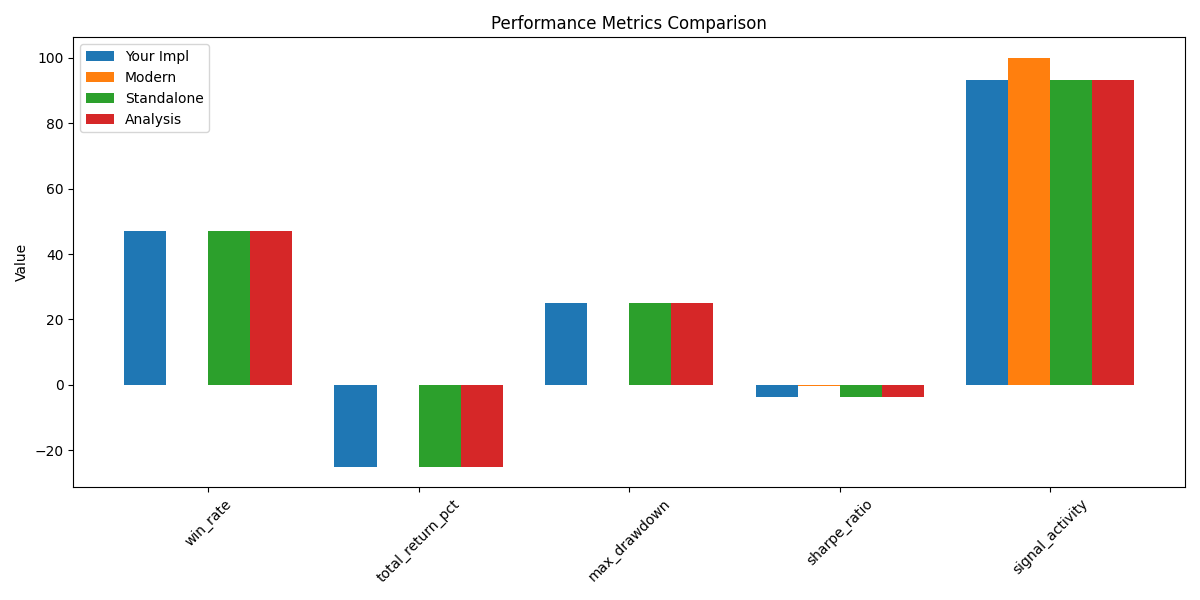 Performance Metrics Comparison
Your Impl
Modern
Standalone
Analysis
Value
100
80
60
40
20
0
−20
win_rate
total_return_pct
max_drawdown
sharpe_ratio
signal_activity